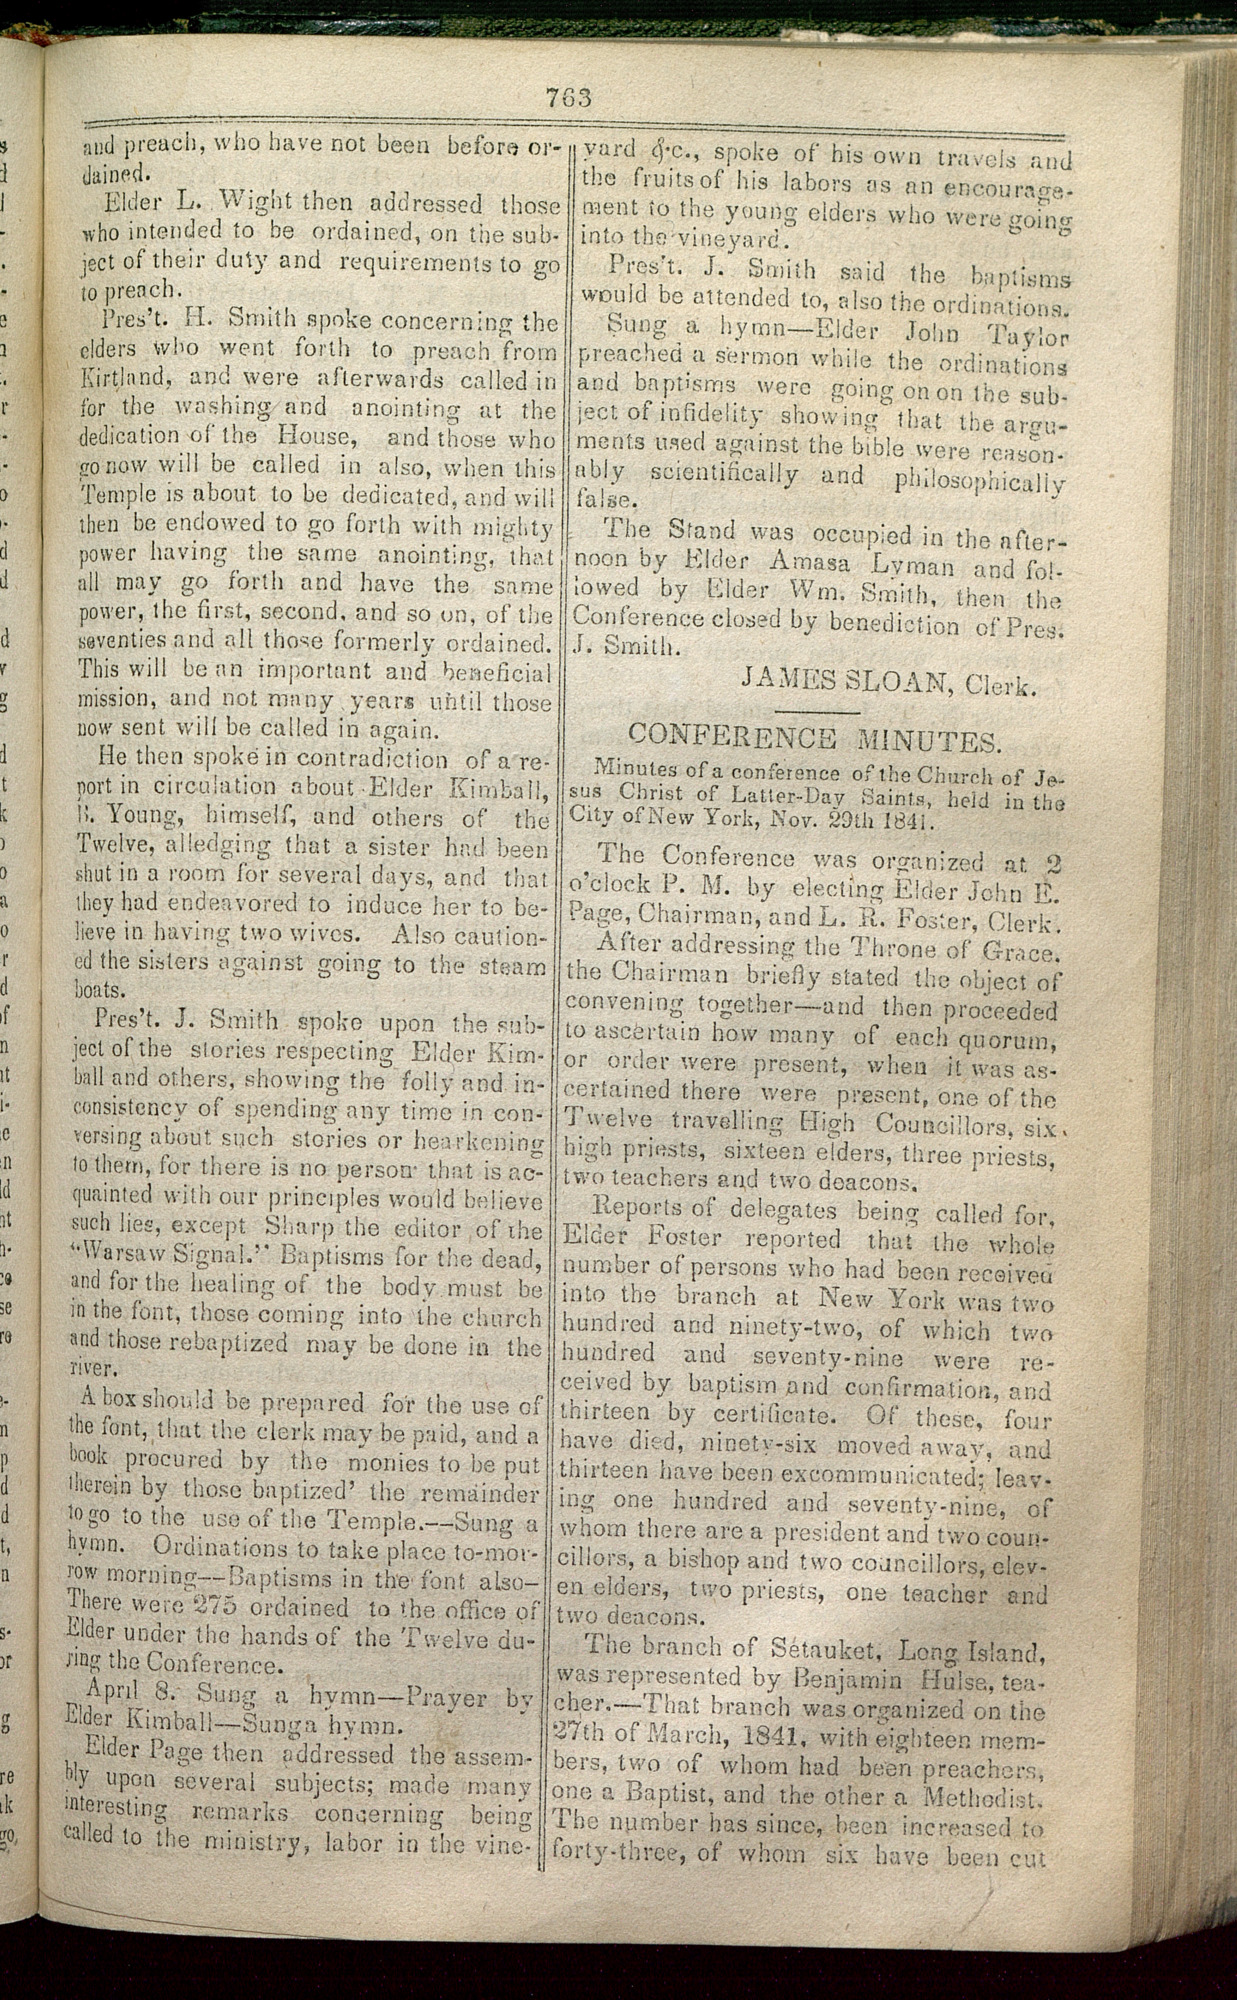 763
and preach, who have not been before or-
dained.
Elder L. Wight then addressed those
who intended to be ordained, on the sub-
ject of their duty and requirements to go
to preach.
Pres't. H. Smith spoke concerning the
elders who went forth to preach from
Kirtland, and were afterwards called in
for the washing and anointing at the
dedication of the House, and those who
go now will be called in also, when this
Temple is about to be dedicated, and will
then be endowed to go forth with mighty
power having the same anointing, that
all may go forth and have the same
power, the first, second, and so on, of the
seventies and all those formerly ordained.
This will be an important and beneficial
mission, and not many years until those
now sent will be called in again.
He then spoke in contradiction of a re-
port in circulation about Elder Kimball,
B. Young, himself, and others of the
Twelve, alledging that a sister had been
shut in a room for several days, and that
they had endeavored to induce her to be-
lieve in having two wives. Also caution-
ed the sisters against going to the steam
boats.
Pres't. J. Smith spoke upon the sub-
ject of the stories respecting Elder Kim-
ball and others, showing the folly and in-
consistency of spending any time in con-
versing about such stories or hearkening
to them, for there is no person that is ac-
quainted with our principles would believe
such lies, except Sharp the editor of the
"Warsaw Signal." Baptisms for the dead,
and for the healing of the body must be
in the font, those coming into the church
and those rebaptized may be done in the
river.
A box should be prepared for the use of
the font, that the clerk may be paid, and a
book procured by the monies to be put
therein by those baptized' the remainder
to go to the use of the Temple.--Sung a
hymn. Ordinations to take place to-mor-
row morning--Baptisms in the font also—
There were 275 ordained to the office of
Elder under the hands of the Twelve du-
ring the Conference.
April 8. Sung a hymn—Prayer by
Elder Kimball—Sung a hymn.
Elder Page then addressed the assem-
bly upon several subjects; made many
interesting remarks concerning being
called to the ministry, labor in the vine-
yard &c., spoke of his own travels and
the fruits of his labors as an encourage-
ment to the young elders who were going
into the vineyard.
Pres't. J. Smith said the baptisms
would be attended to, also the ordinations.
Sung a hymn—Elder John Taylor
preached a sermon while the ordinations
and baptisms were going on on the sub-
ject of infidelity showing that the argu-
ments used against the bible were reason-
ably scientifically and philosophically
false.
The Stand was occupied in the after-
noon by Elder Amasa Lyman and fol-
lowed by Elder Wm. Smith, then the
Conference closed by benediction of Pres.
J. Smith.
JAMES SLOAN, Clerk.
CONFERENCE MINUTES.
Minutes of a conference of the Church of Je-
sus Christ of Latter-Day Saints, held in the
City of New York, Nov. 29th 1841.
The Conference was organized at 2
o'clock P. M. by electing Elder John E.
Page, Chairman, and L. R. Foster, Clerk.
After addressing the Throne of Grace,
the Chairman briefly stated the object of
convening together—and then proceeded
to ascertain how many of each quorum,
or order were present, when it was as-
certained there were present, one of the
Twelve travelling High Councillors, six
high priests, sixteen elders, three priests,
two teachers and two deacons.
Reports of delegates being called for,
Elder Foster reported that the whole
number of persons who had been received
into the branch at New York was two
hundred and ninety-two, of which two
hundred and seventy-nine were re-
ceived by baptism and confirmation, and
thirteen by certificate. Of these, four
have died, ninety-six moved away, and
thirteen have been excommunicated; leav-
ing one hundred and seventy-nine, of
whom there are a president and two coun-
cillors, a bishop and two councillors, elev-
en elders, two priests, one teacher and
two deacons.
The branch of Setauket, Long Island,
was represented by Benjamin Hulse, tea-
cher.—That branch was organized on the
27th of March, 1841, with eighteen mem-
bers, two of whom had been preachers,
one a Baptist, and the other a Methodist.
The number has since, been increased to
forty-three, of whom six have been cut